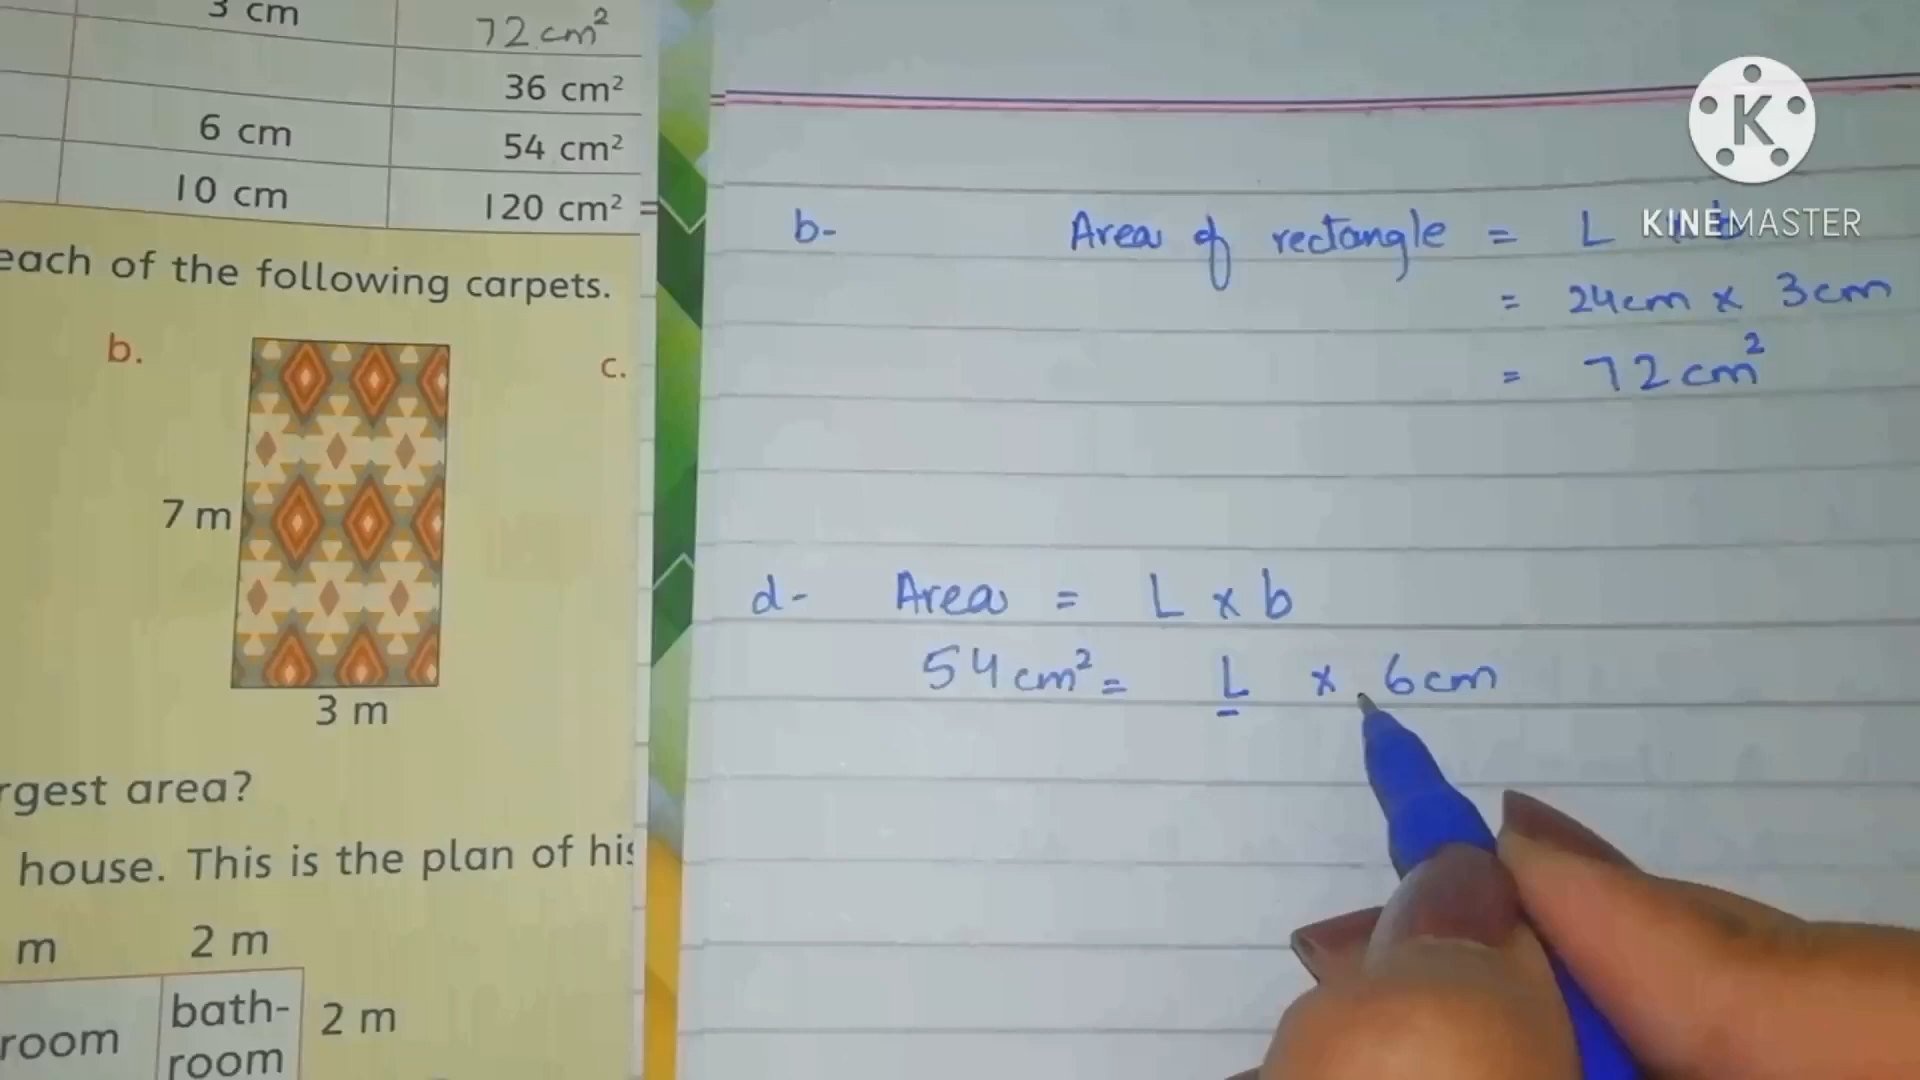 3 cm 72 cm²
36 cm²
6 cm 54 cm²
10 cm 120 cm²
each of the following carpets.
b.
c.
7 m
3 m
rgest area?
house. This is the plan of his
m 2 m
room bath-
room
2 m
K
KINEMASTER
b- Area of rectangle = L × b
= 24cm × 3cm
= 72cm²
d- Area = L × b
54cm² = L × 6cm